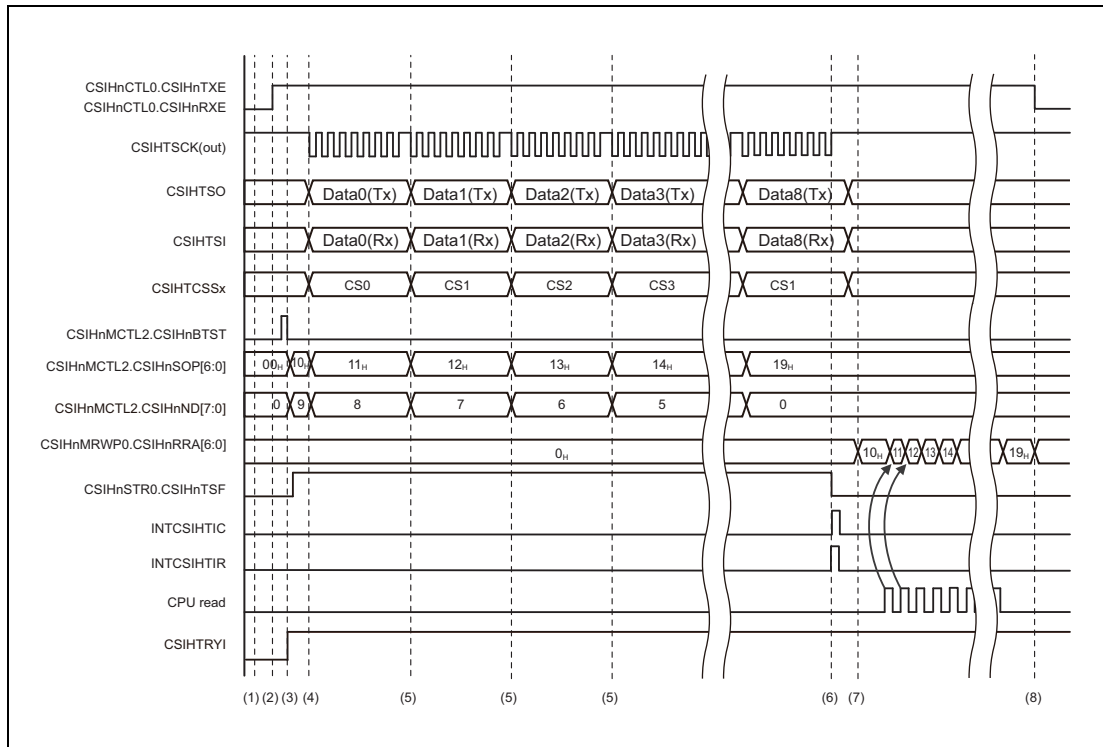 CSIHnCTL0.CSIHnTXE
CSIHnCTL0.CSIHnRXE
CSIHTSCK(out)
CSIHTSO Data0(Tx) Data1(Tx) Data2(Tx) Data3(Tx) Data8(Tx)
CSIHTSI Data0(Rx) Data1(Rx) Data2(Rx) Data3(Rx) Data8(Rx)
CSIHTCSSx CS0 CS1 CS2 CS3 CS1
CSIHnMCTL2.CSIHnBTST
CSIHnMCTL2.CSIHnSOP[6:0] 00H 10H 11H 12H 13H 14H 19H
CSIHnMCTL2.CSIHnND[7:0] 0 9 8 7 6 5 0
CSIHnMRWP0.CSIHnRRA[6:0] 0H 10H 11 12 13 14 19H
CSIHnSTR0.CSIHnTSF
INTCSIHTIC
INTCSIHTIR
CPU read
CSIHTRYI
(1) (2) (3) (4) (5) (5) (5) (6) (7) (8)